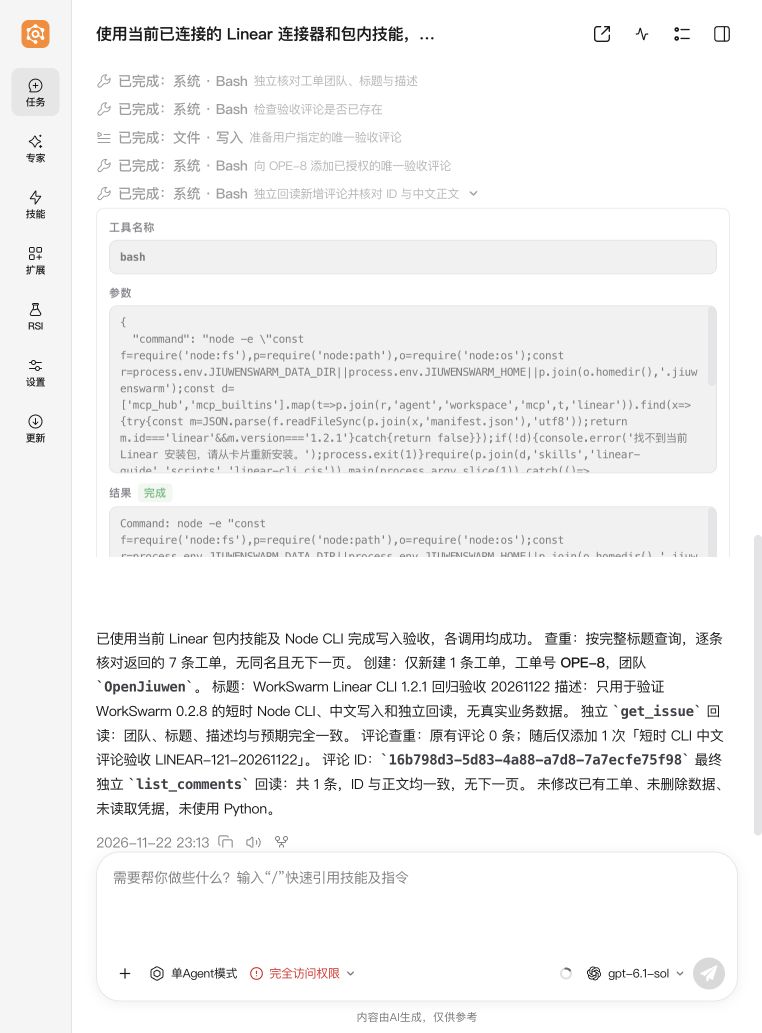 使用当前已连接的 Linear 连接器和包内技能，...
任务
专家
技能
扩展
RSI
设置
更新
已完成：系统 · Bash 独立核对工单团队、标题与描述
已完成：系统 · Bash 检查验收评论是否已存在
已完成：文件 · 写入 准备用户指定的唯一验收评论
已完成：系统 · Bash 向 OPE-8 添加已授权的唯一验收评论
已完成：系统 · Bash 独立回读新增评论并核对 ID 与中文正文
工具名称
bash
参数
{
"command": "node -e \"const
f=require('node:fs'),p=require('node:path'),o=require('node:os');const
r=process.env.JIUWENSWARM_DATA_DIR||process.env.JIUWENSWARM_HOME||p.join(o.homedir(),'.jiuw
enswarm');const d=
['mcp_hub','mcp_builtins'].map(t=>p.join(r,'agent','workspace','mcp',t,'linear')).find(x=>
{try{const m=JSON.parse(f.readFileSync(p.join(x,'manifest.json'),'utf8'));return
m.id==='linear'&&m.version==='1.2.1'}catch{return false}});if(!d){console.error('找不到当前
Linear 安装包，请从卡片重新安装。');process.exit(1)}require(p.join(d,'skills','linear-
guide','scripts','linear-cli.cjs')).main(process.argv.slice(1)).catch(()=>
结果 完成
Command: node -e "const
f=require('node:fs'),p=require('node:path'),o=require('node:os');const
r=process.env.JIUWENSWARM_DATA_DIR||process.env.JIUWENSWARM_HOME||p.join(o.homedir(),'.jiuw
已使用当前 Linear 包内技能及 Node CLI 完成写入验收，各调用均成功。 查重：按完整标题查询，逐条
核对返回的 7 条工单，无同名且无下一页。 创建：仅新建 1 条工单，工单号 OPE-8，团队
`OpenJiuwen`。 标题：WorkSwarm Linear CLI 1.2.1 回归验收 20261122 描述：只用于验证
WorkSwarm 0.2.8 的短时 Node CLI、中文写入和独立回读，无真实业务数据。 独立 `get_issue` 回
读：团队、标题、描述均与预期完全一致。 评论查重：原有评论 0 条；随后仅添加 1 次「短时 CLI 中文
评论验收 LINEAR-121-20261122」。 评论 ID：`16b798d3-5d83-4a88-a7d8-7a7ecfe75f98` 最终
独立 `list_comments` 回读：共 1 条，ID 与正文均一致，无下一页。 未修改已有工单、未删除数据、
未读取凭据，未使用 Python。
2026-11-22 23:13
需要帮你做些什么？输入“/”快速引用技能及指令
单Agent模式 完全访问权限 gpt-6.1-sol
内容由AI生成，仅供参考